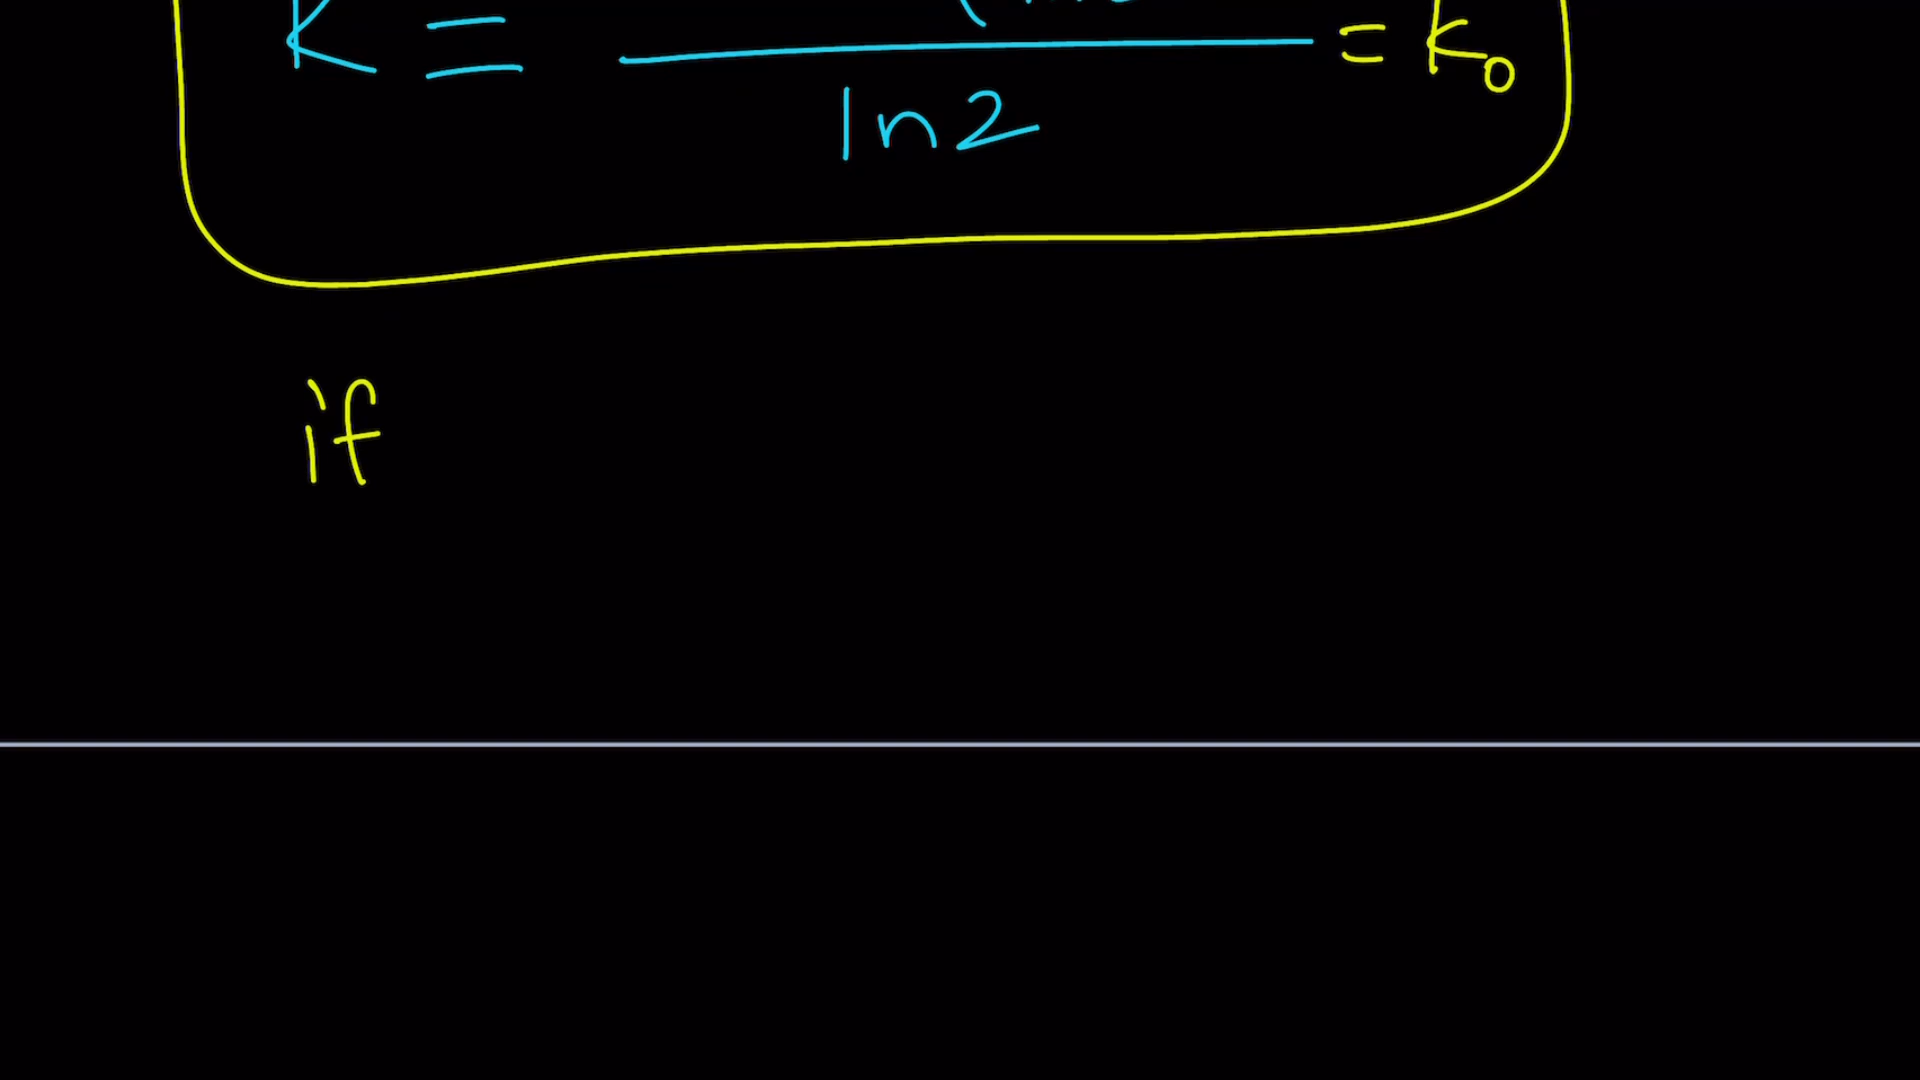 K = = k₀
ln2
if